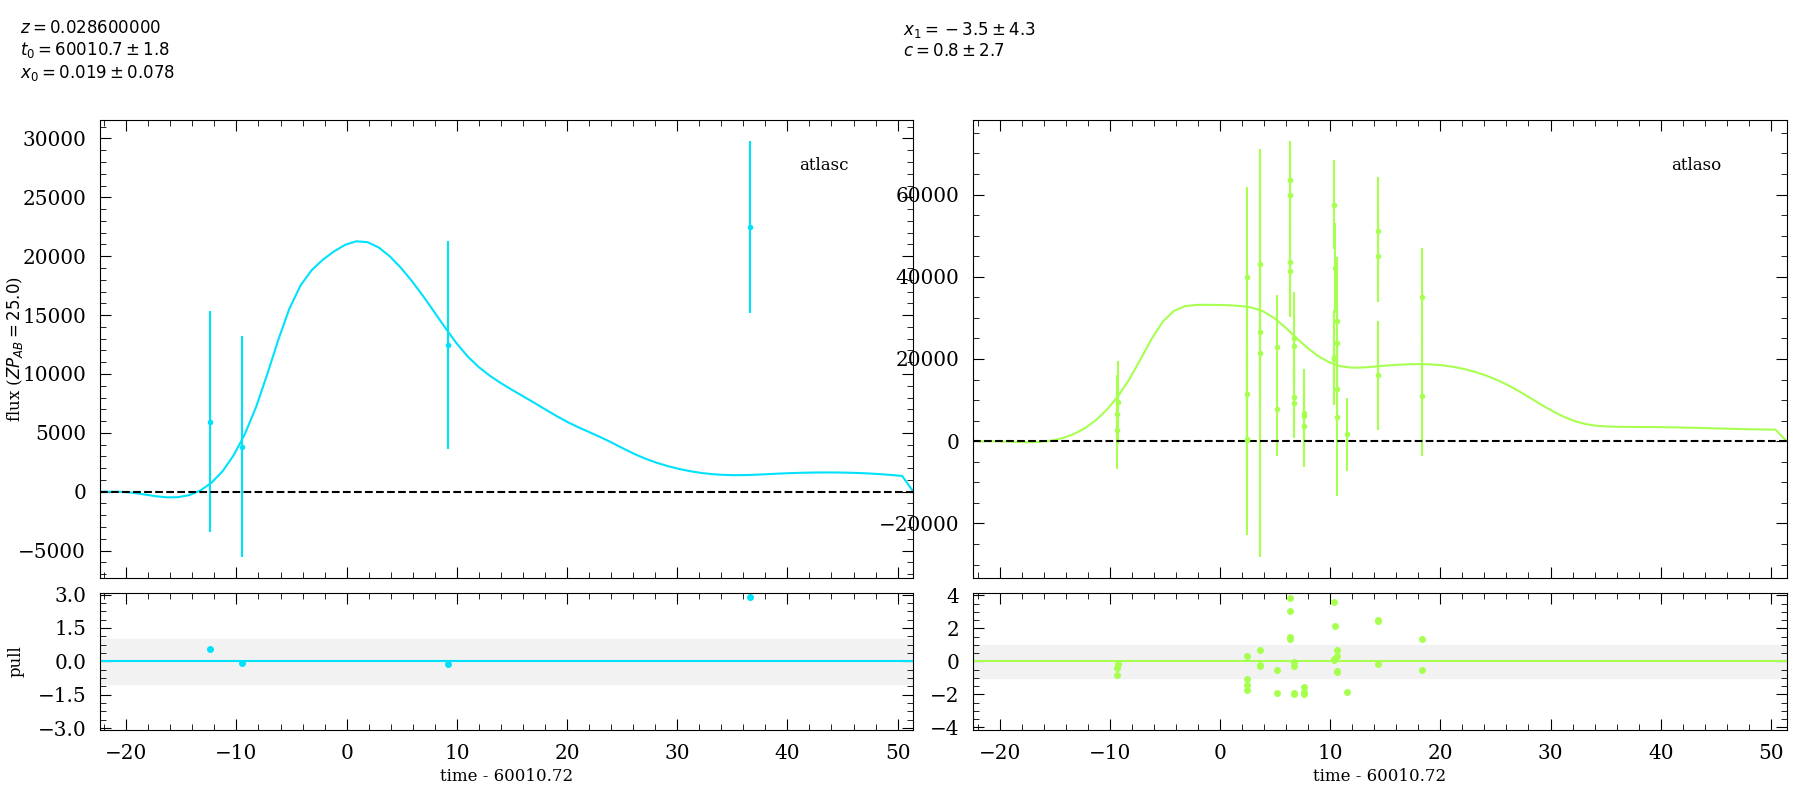 z = 0.028600000
t0 = 60010.7 ± 1.8
x0 = 0.019 ± 0.078
x1 = −3.5 ± 4.3
c = 0.8 ± 2.7
atlasc
30000
25000
20000
15000
10000
5000
0
−5000
flux (ZPAB = 25.0)
atlaso
60000
40000
20000
0
−20000
3.0
1.5
0.0
−1.5
−3.0
pull
4
2
0
−2
−4
−20 −10 0 10 20 30 40 50
time - 60010.72
−20 −10 0 10 20 30 40 50
time - 60010.72